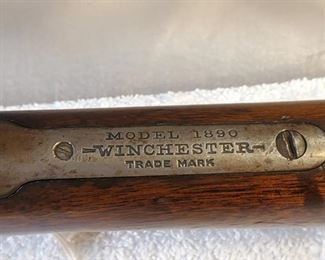 MODEL 1890
-WINCHESTER-
TRADE MARK